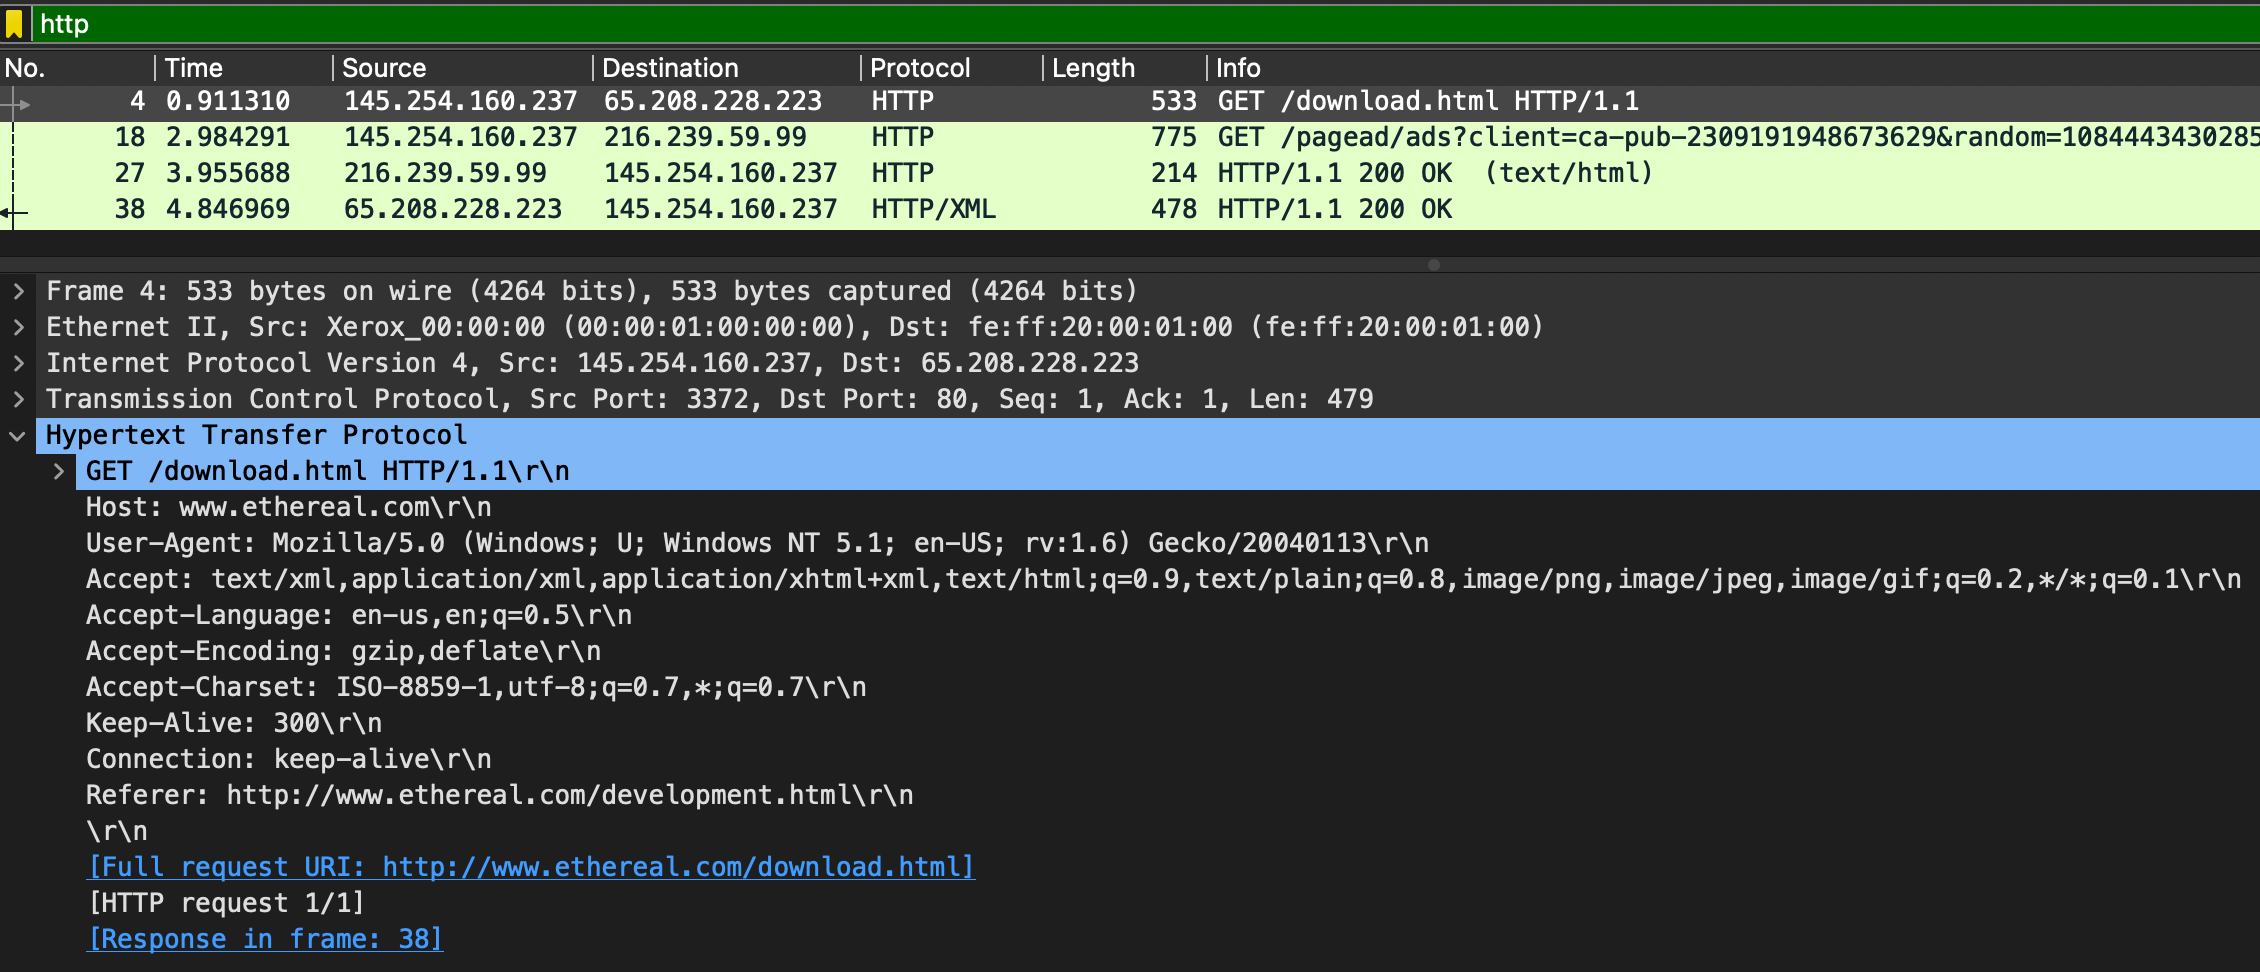 http
No. Time Source Destination Protocol Length Info
4 0.911310 145.254.160.237 65.208.228.223 HTTP 533 GET /download.html HTTP/1.1
18 2.984291 145.254.160.237 216.239.59.99 HTTP 775 GET /pagead/ads?client=ca-pub-2309191948673629&random=1084443430285
27 3.955688 216.239.59.99 145.254.160.237 HTTP 214 HTTP/1.1 200 OK  (text/html)
38 4.846969 65.208.228.223 145.254.160.237 HTTP/XML 478 HTTP/1.1 200 OK
Frame 4: 533 bytes on wire (4264 bits), 533 bytes captured (4264 bits)
Ethernet II, Src: Xerox_00:00:00 (00:00:01:00:00:00), Dst: fe:ff:20:00:01:00 (fe:ff:20:00:01:00)
Internet Protocol Version 4, Src: 145.254.160.237, Dst: 65.208.228.223
Transmission Control Protocol, Src Port: 3372, Dst Port: 80, Seq: 1, Ack: 1, Len: 479
Hypertext Transfer Protocol
GET /download.html HTTP/1.1\r\n
Host: www.ethereal.com\r\n
User-Agent: Mozilla/5.0 (Windows; U; Windows NT 5.1; en-US; rv:1.6) Gecko/20040113\r\n
Accept: text/xml,application/xml,application/xhtml+xml,text/html;q=0.9,text/plain;q=0.8,image/png,image/jpeg,image/gif;q=0.2,*/*;q=0.1\r\n
Accept-Language: en-us,en;q=0.5\r\n
Accept-Encoding: gzip,deflate\r\n
Accept-Charset: ISO-8859-1,utf-8;q=0.7,*;q=0.7\r\n
Keep-Alive: 300\r\n
Connection: keep-alive\r\n
Referer: http://www.ethereal.com/development.html\r\n
\r\n
[Full request URI: http://www.ethereal.com/download.html]
[HTTP request 1/1]
[Response in frame: 38]